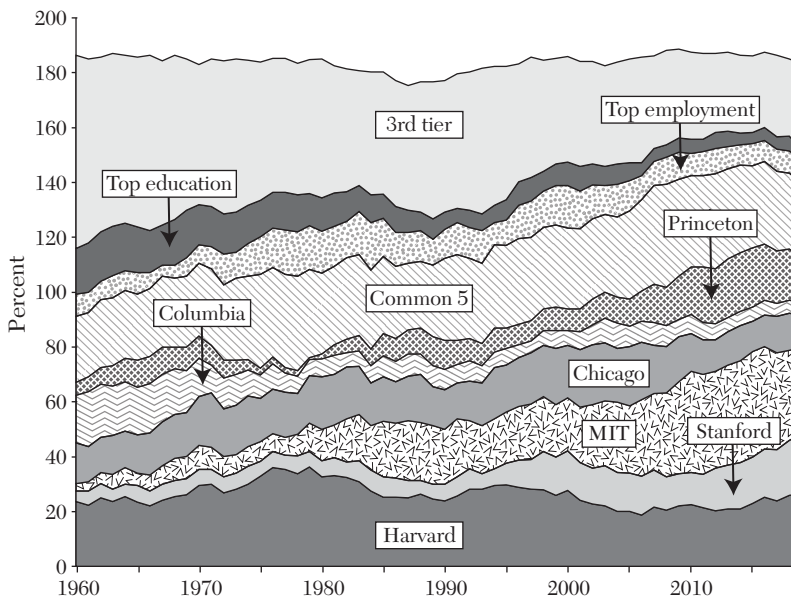 200
180
160
140
120
100
80
60
40
20
0
Percent
3rd tier
Top employment
Top education
Princeton
Common 5
Columbia
Chicago
MIT
Stanford
Harvard
1960 1970 1980 1990 2000 2010